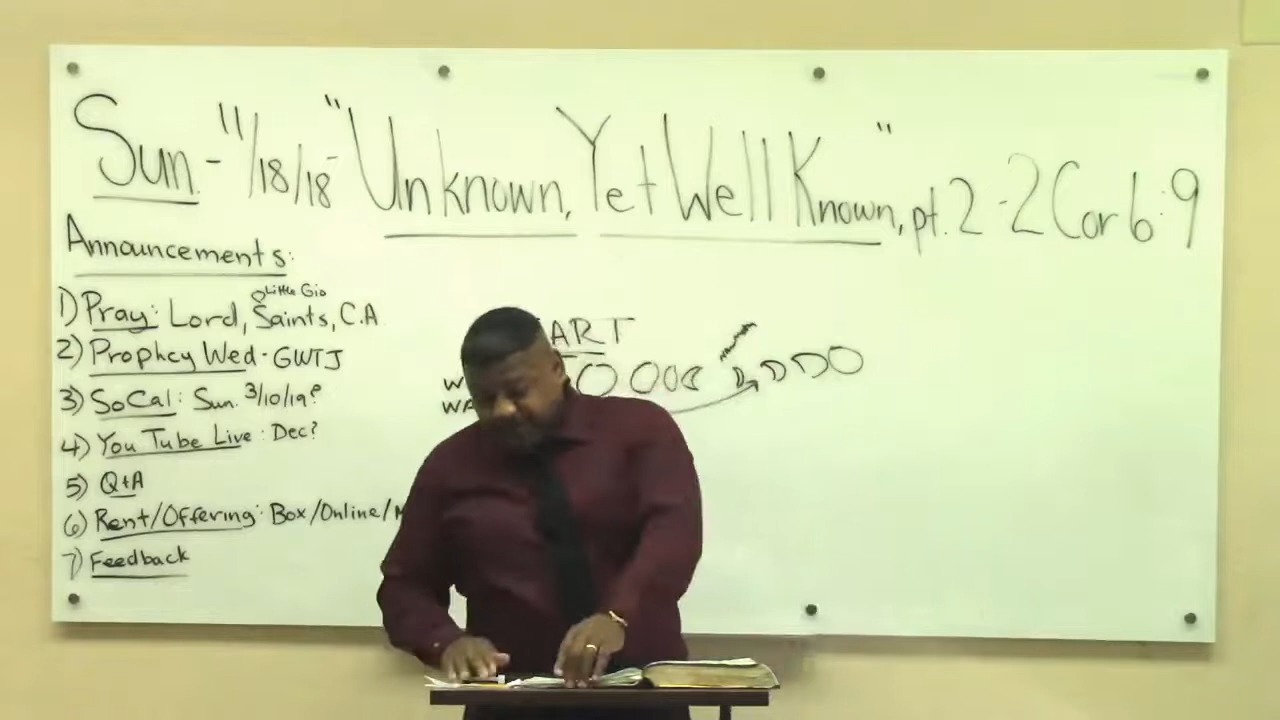 Sun. - 11/18/18 - "Unknown, Yet Well Known," pt. 2 - 2 Cor 6:9
Announcements:
Little Gio
1) Pray: Lord, Saints, C.A
2) Prophcy Wed - GWTJ
3) SoCal: Sun. 3/10/19?
4) You Tube Live: Dec?
5) Q+A
6) Rent/Offering: Box/Online/
7) Feedback
ART